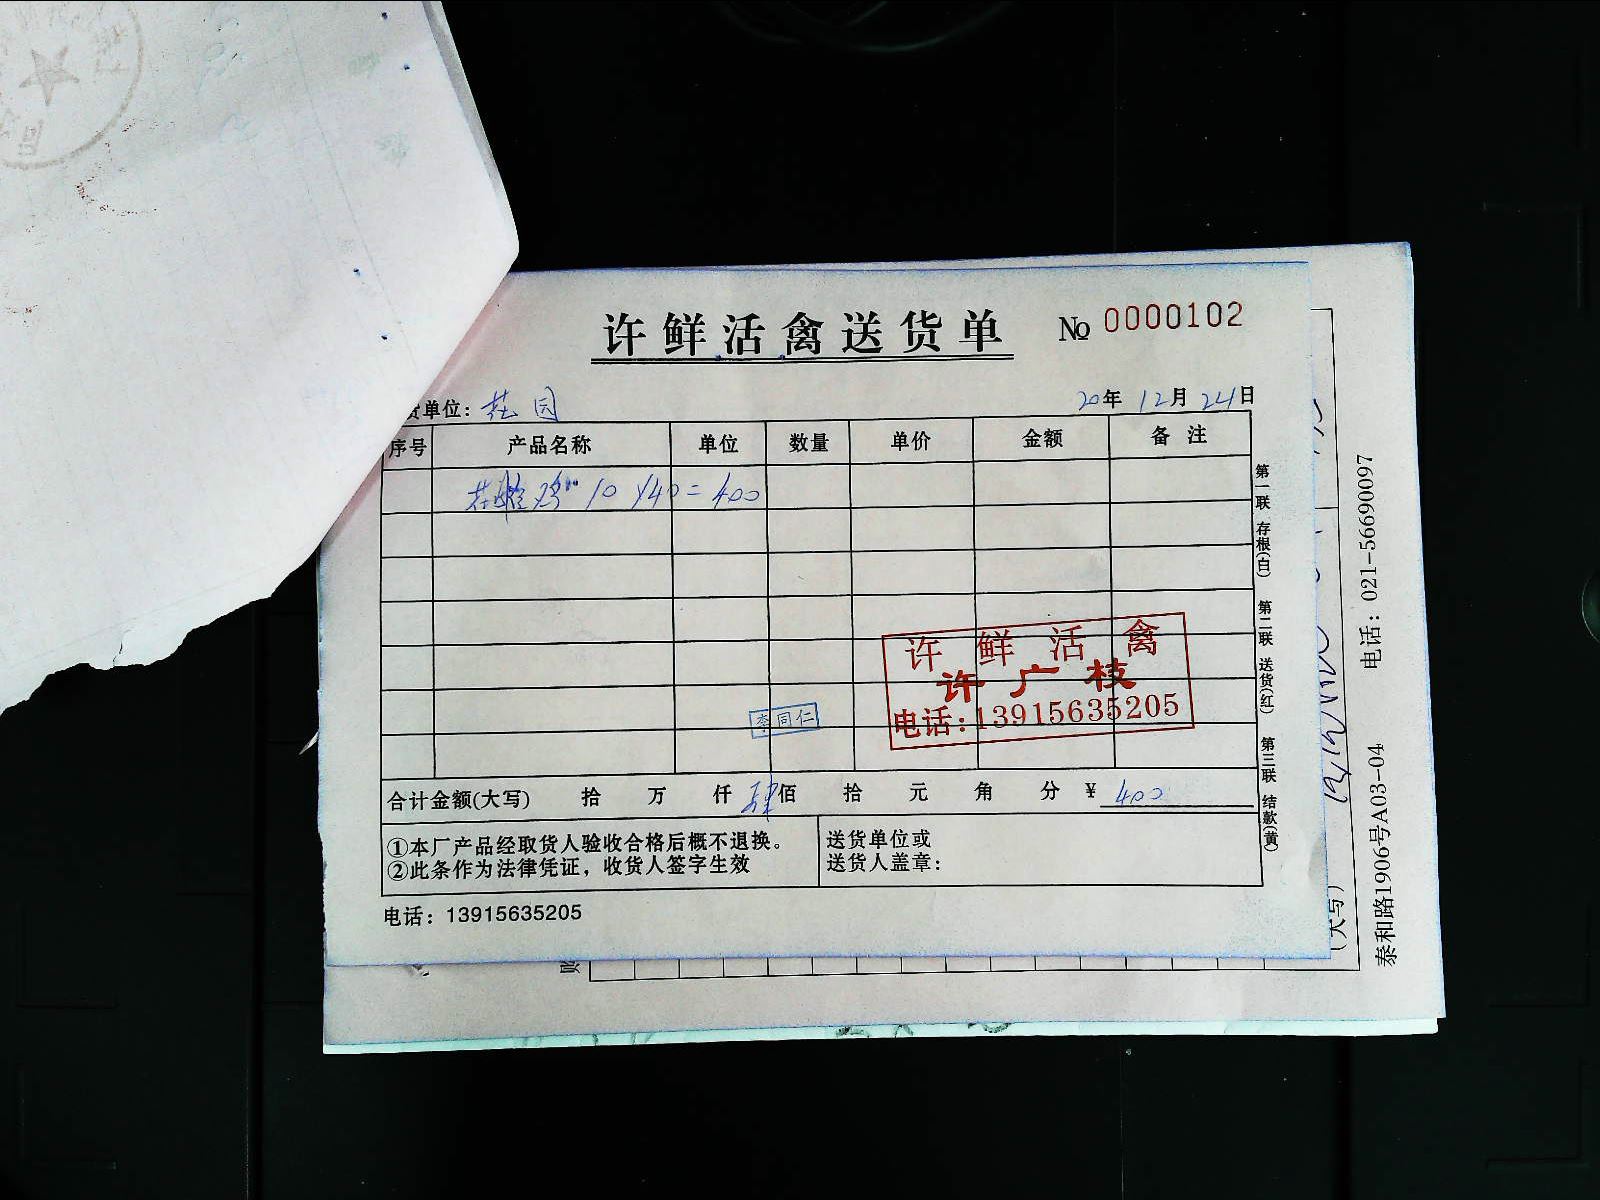 许鲜活禽送货单 № 0000102
货单位: 花园 20年12月24日
序号 产品名称 单位 数量 单价 金额 备注
10 × 40 = 400
许鲜活禽
许广枝
电话:13915635205
李同仁
合计金额(大写) 拾 万 仟 肆佰 拾 元 角 分 ¥ 400
①本厂产品经取货人验收合格后概不退换。
②此条作为法律凭证，收货人签字生效
送货单位或
送货人盖章:
电话: 13915635205
第一联 存根(白) 第二联 送货(红) 第三联 结款(黄)
泰和路1906号A03-04 电话: 021-56690097
(大写)